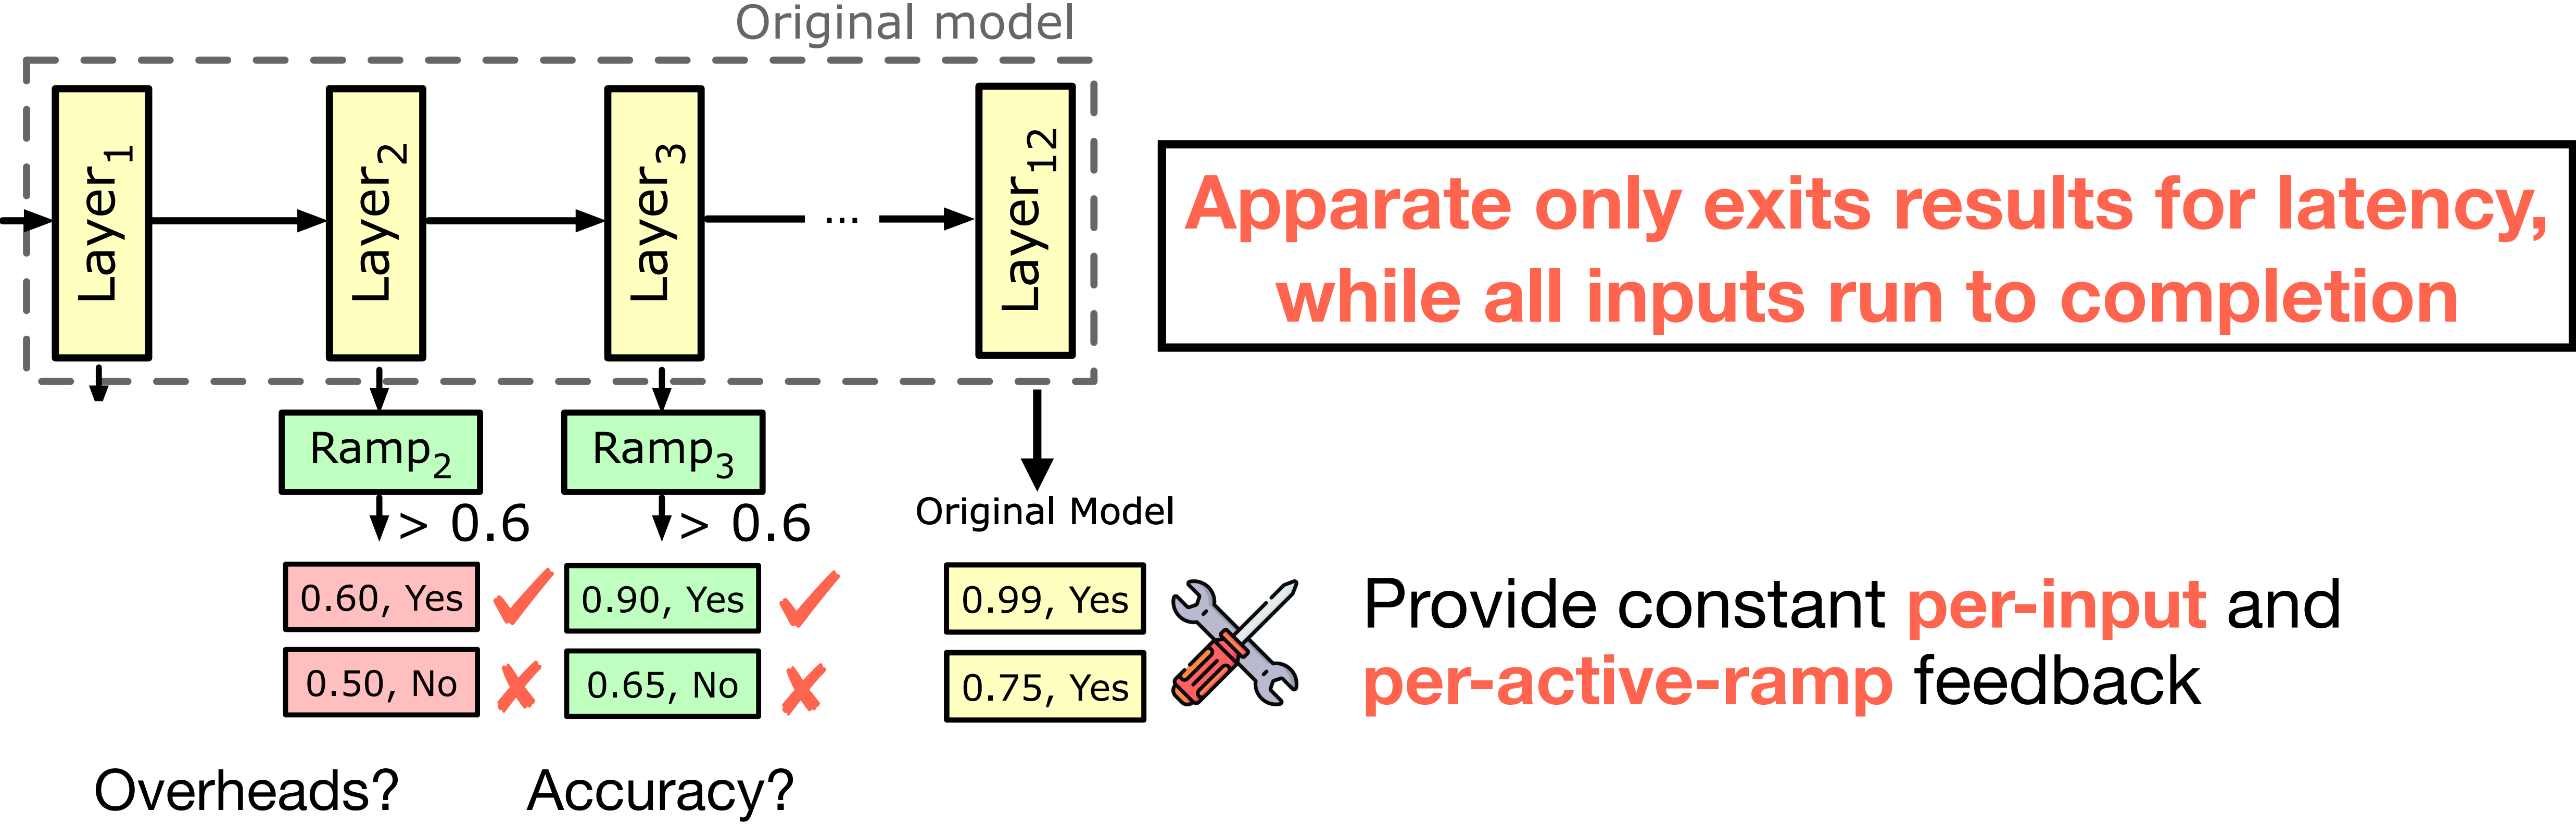 Original model
Layer1
Layer2
Layer3
...
Layer12
Apparate only exits results for latency,
while all inputs run to completion
Ramp2
Ramp3
> 0.6
> 0.6
Original Model
0.60, Yes
0.90, Yes
0.99, Yes
0.50, No
0.65, No
0.75, Yes
Provide constant per-input and
per-active-ramp feedback
Overheads?
Accuracy?